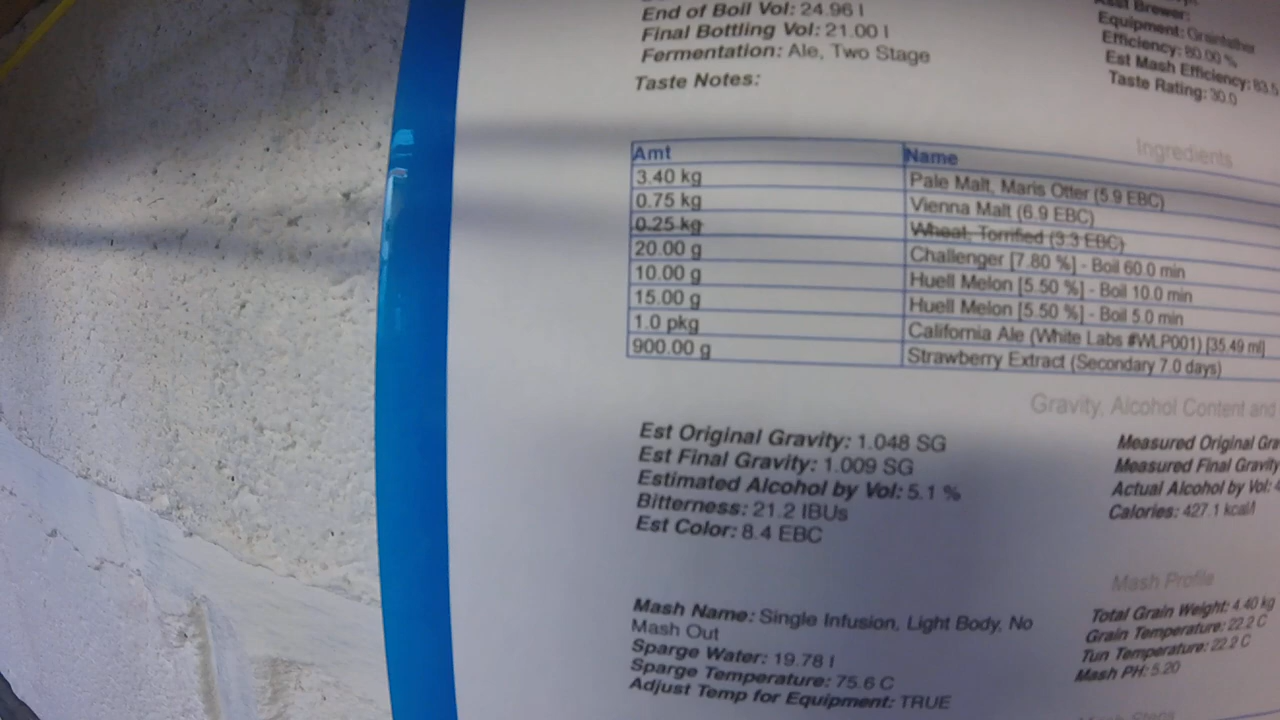 End of Boil Vol: 24.96 l
Final Bottling Vol: 21.00 l
Fermentation: Ale, Two Stage
Taste Notes:
Brewer:
Equipment: Grainfather
Efficiency: 80.00 %
Est Mash Efficiency: 83.5
Taste Rating: 30.0
Ingredients
Amt Name
3.40 kg Pale Malt, Maris Otter (5.9 EBC)
0.75 kg Vienna Malt (6.9 EBC)
0.25 kg Wheat, Torrified (3.3 EBC)
20.00 g Challenger [7.80 %] - Boil 60.0 min
10.00 g Huell Melon [5.50 %] - Boil 10.0 min
15.00 g Huell Melon [5.50 %] - Boil 5.0 min
1.0 pkg California Ale (White Labs #WLP001) [35.49 ml]
900.00 g Strawberry Extract (Secondary 7.0 days)
Gravity, Alcohol Content and
Est Original Gravity: 1.048 SG
Est Final Gravity: 1.009 SG
Estimated Alcohol by Vol: 5.1 %
Bitterness: 21.2 IBUs
Est Color: 8.4 EBC
Measured Original Gra
Measured Final Gravity
Actual Alcohol by Vol: 4
Calories: 427.1 kcal/l
Mash Profile
Mash Name: Single Infusion, Light Body, No
Mash Out
Sparge Water: 19.78 l
Sparge Temperature: 75.6 C
Adjust Temp for Equipment: TRUE
Total Grain Weight: 4.40 kg
Grain Temperature: 22.2 C
Tun Temperature: 22.2 C
Mash PH: 5.20